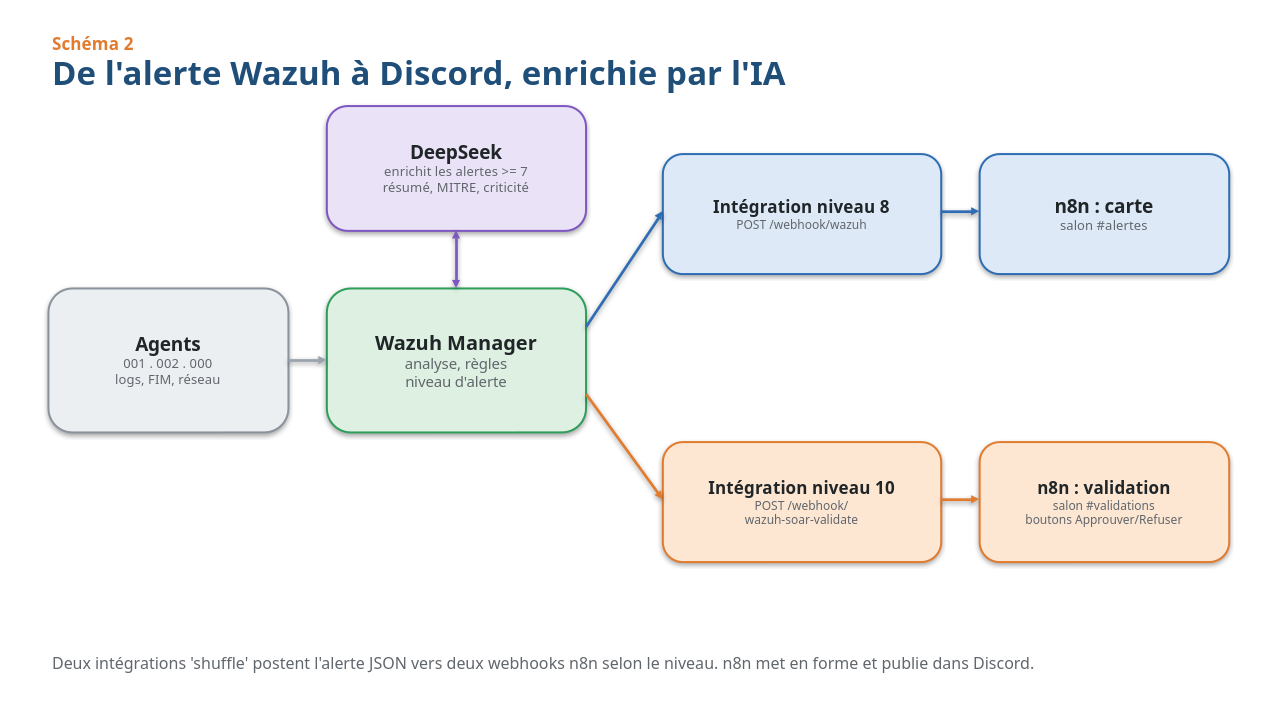 Schéma 2
De l'alerte Wazuh à Discord, enrichie par l'IA
DeepSeek
enrichit les alertes >= 7
résumé, MITRE, criticité
Intégration niveau 8
POST /webhook/wazuh
n8n : carte
salon #alertes
Agents
001 . 002 . 000
logs, FIM, réseau
Wazuh Manager
analyse, règles
niveau d'alerte
Intégration niveau 10
POST /webhook/
wazuh-soar-validate
n8n : validation
salon #validations
boutons Approuver/Refuser
Deux intégrations 'shuffle' postent l'alerte JSON vers deux webhooks n8n selon le niveau. n8n met en forme et publie dans Discord.